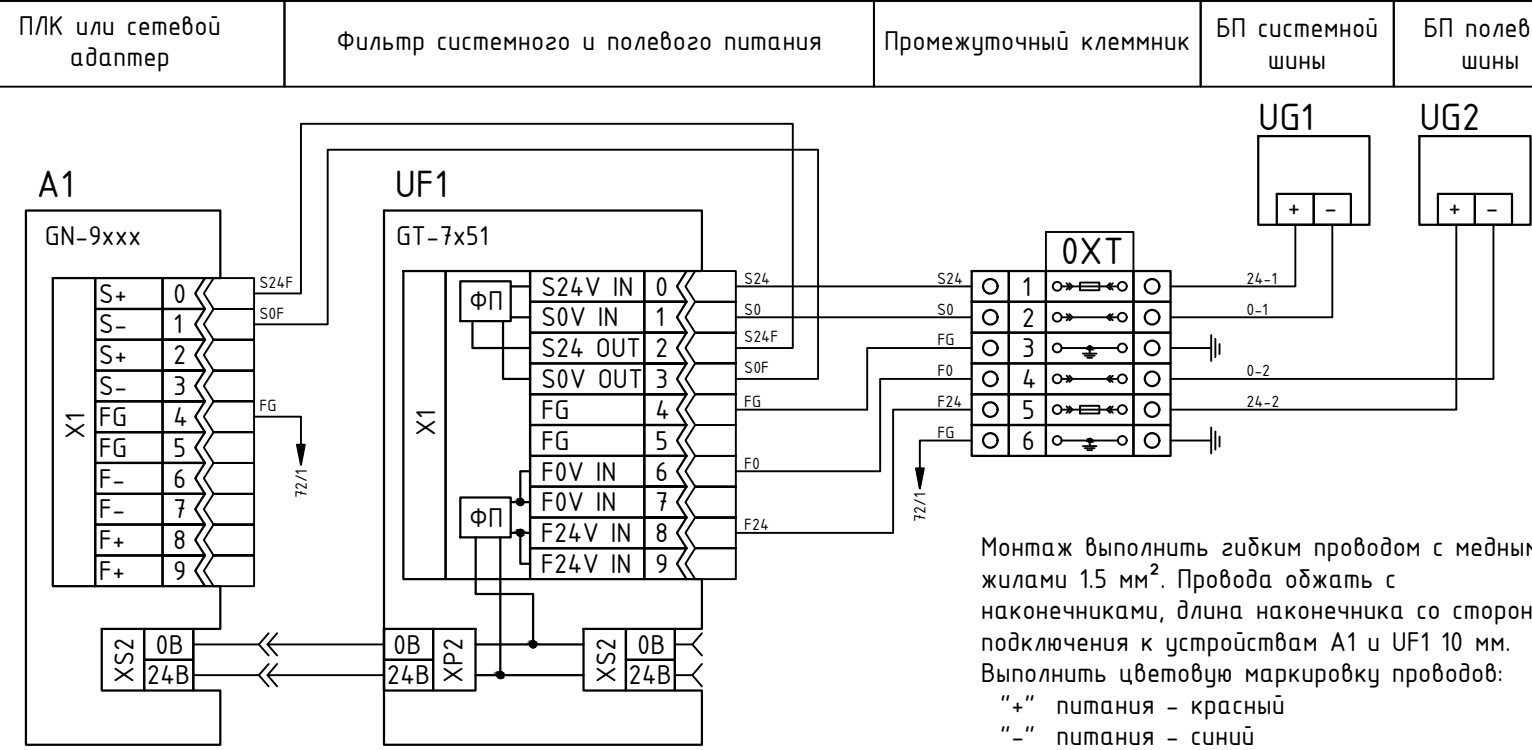 ПЛК или сетевой
адаптер
Фильтр системного и полевого питания
Промежуточный клеммник
БП системной
шины
БП полев
шины
UG1
UG2
+ -
+ -
A1
GN-9xxx
X1
S+ 0 S24F
S- 1 S0F
S+ 2
S- 3
FG 4 FG
FG 5
F- 6
F- 7
F+ 8
F+ 9
72/1
XS2
0В
24В
UF1
GT-7x51
X1
ФП
ФП
S24V IN 0 S24
S0V IN 1 S0
S24 OUT 2 S24F
S0V OUT 3 S0F
FG 4 FG
FG 5
F0V IN 6 F0
F0V IN 7
F24V IN 8 F24
F24V IN 9
0В
24В
XP2
XS2
0В
24В
0XT
S24 1 24-1
S0 2 0-1
FG 3
F0 4 0-2
F24 5 24-2
FG 6
72/1
Монтаж выполнить гибким проводом с медным
жилами 1.5 мм². Провода обжать с
наконечниками, длина наконечника со сторон
подключения к устройствам А1 и UF1 10 мм.
Выполнить цветовую маркировку проводов:
"+" питания - красный
"-" питания - синий